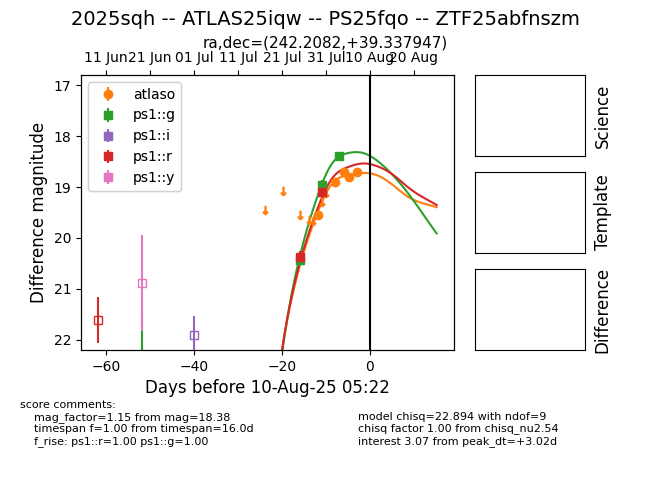 2025sqh -- ATLAS25iqw -- PS25fqo -- ZTF25abfnszm
ra,dec=(242.2082,+39.337947)
11 Jun 21 Jun 01 Jul 11 Jul 21 Jul 31 Jul 10 Aug 20 Aug
atlaso
ps1::g
ps1::i
ps1::r
ps1::y
Difference magnitude
17
18
19
20
21
22
−60 −40 −20 0
Days before 10-Aug-25 05:22
Science
Template
Difference
score comments:
mag_factor=1.15 from mag=18.38
timespan f=1.00 from timespan=16.0d
f_rise: ps1::r=1.00 ps1::g=1.00
model chisq=22.894 with ndof=9
chisq factor 1.00 from chisq_nu2.54
interest 3.07 from peak_dt=+3.02d